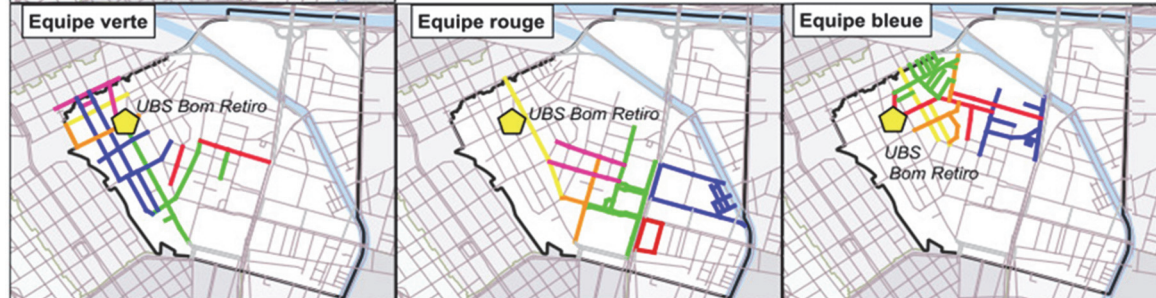 Equipe verte
UBS Bom Retiro
Equipe rouge
UBS Bom Retiro
Equipe bleue
UBS
Bom Retiro